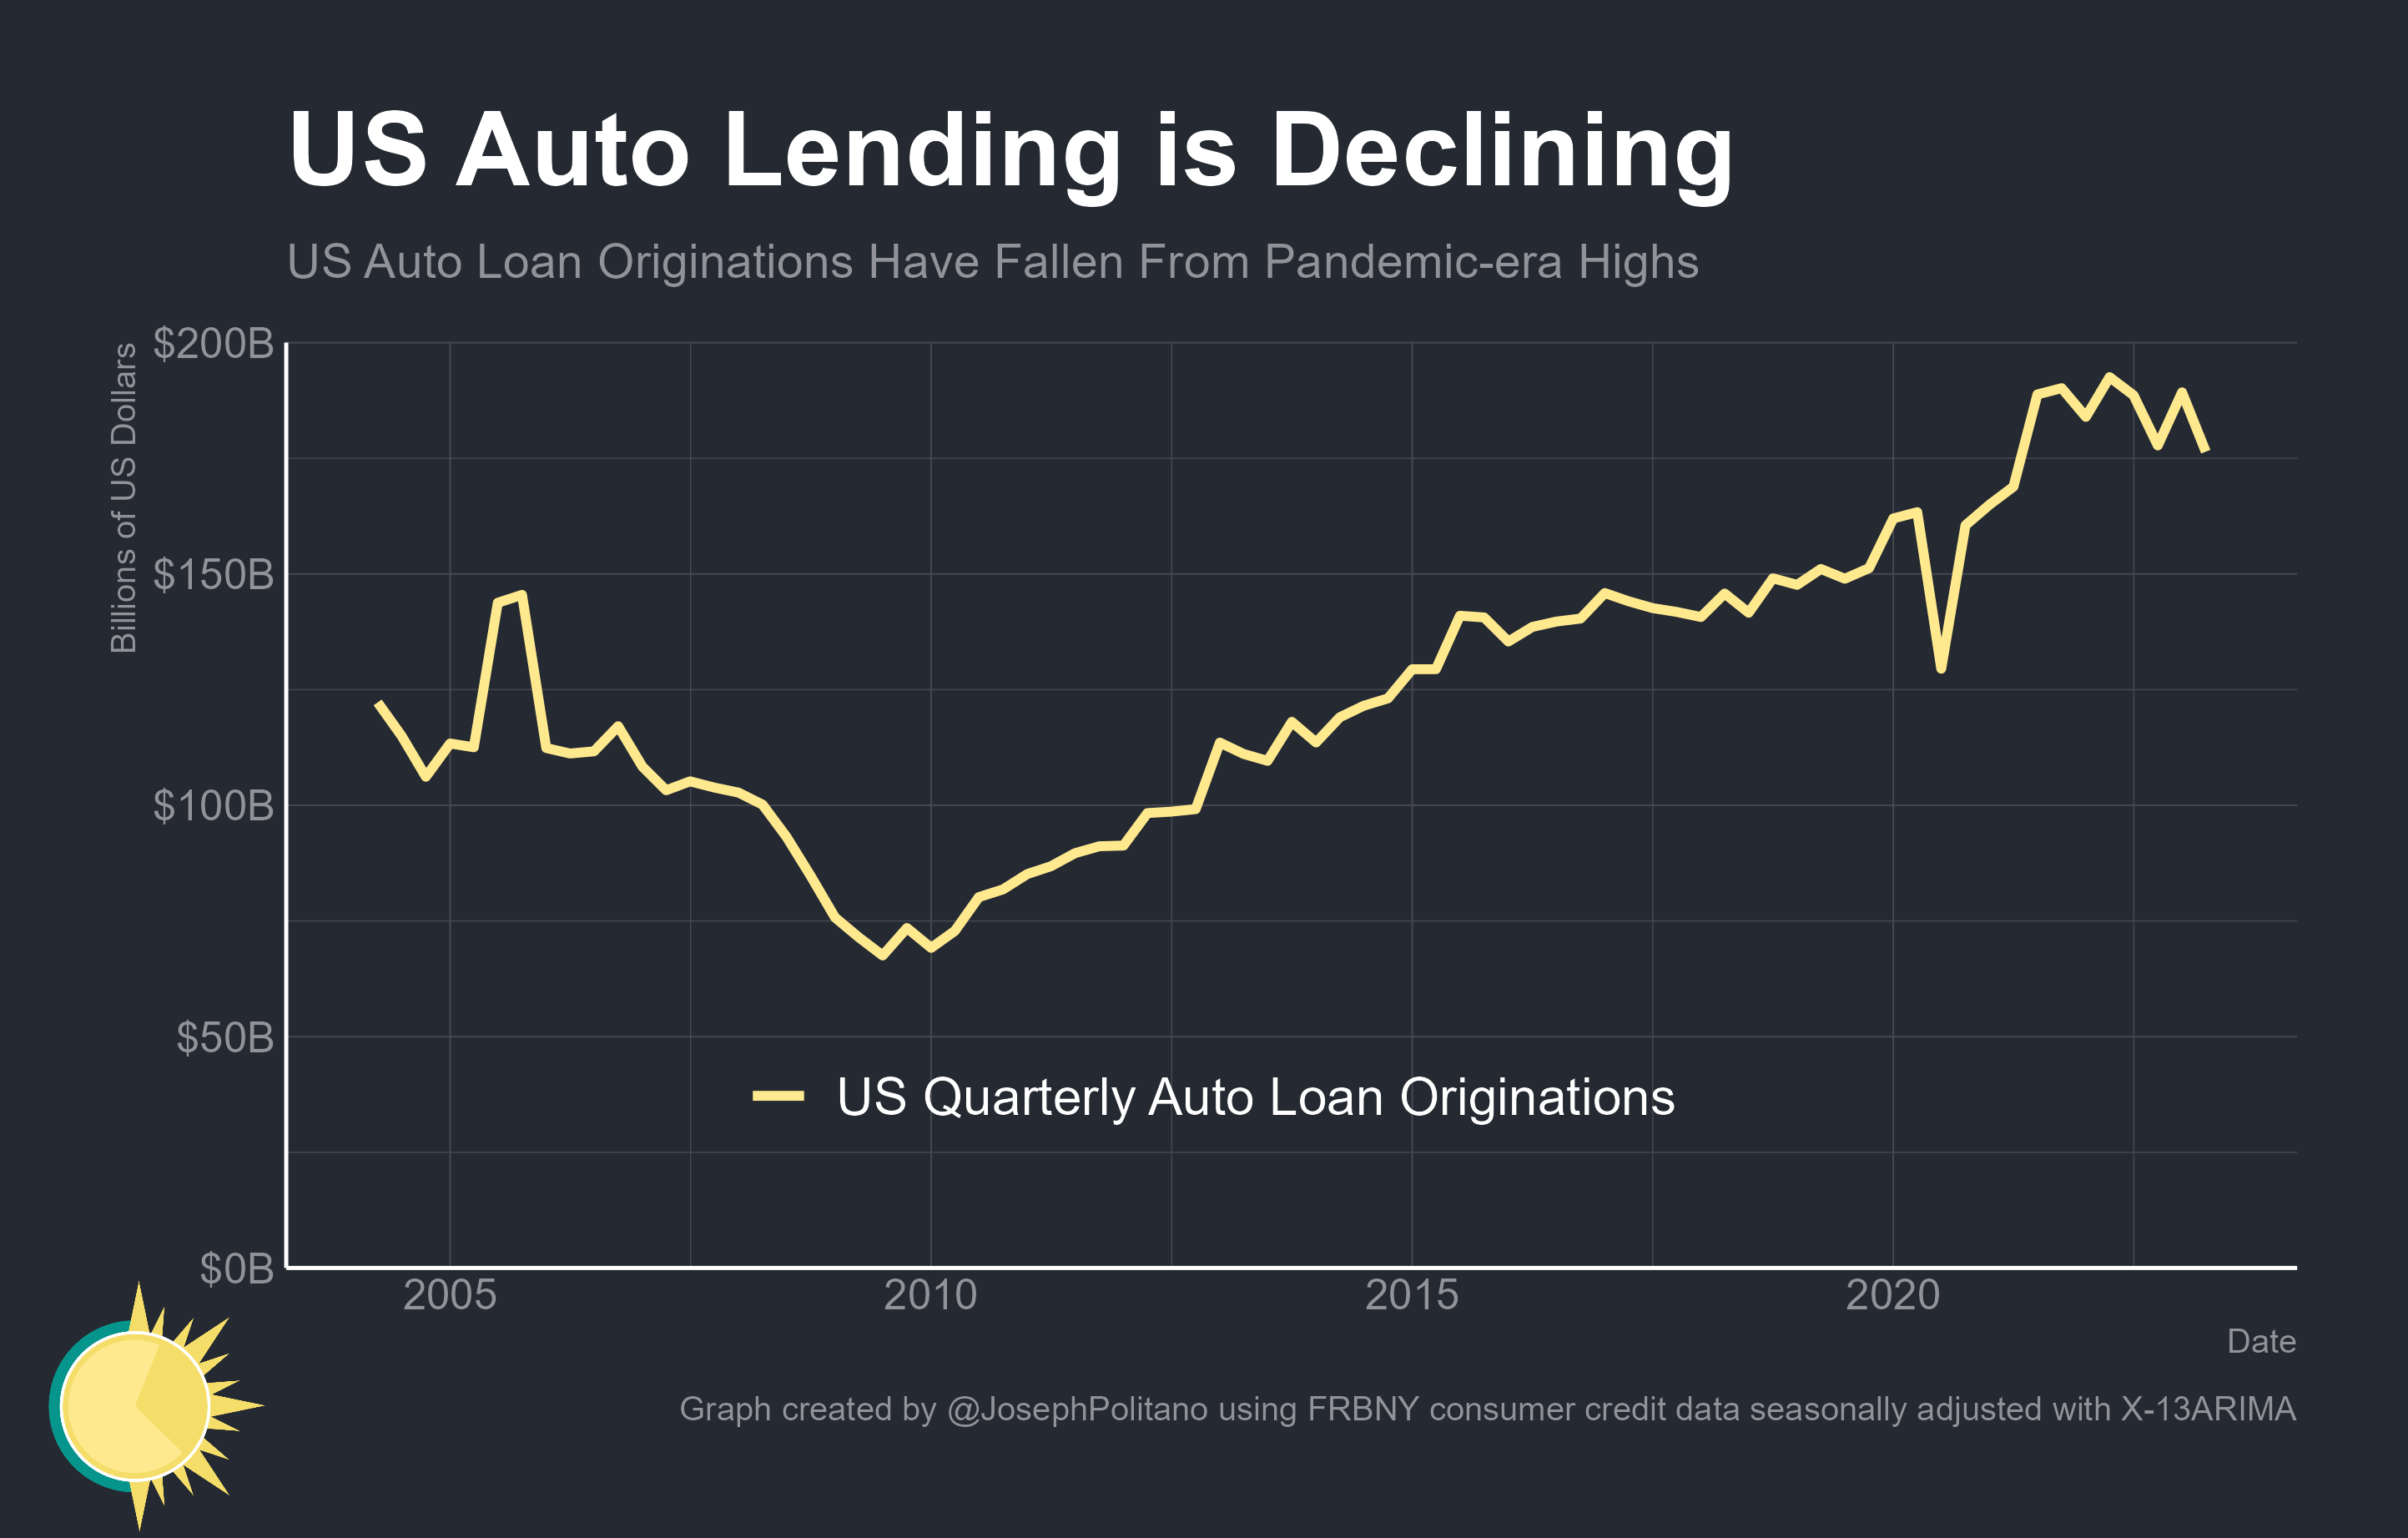 US Auto Lending is Declining
US Auto Loan Originations Have Fallen From Pandemic-era Highs
Billions of US Dollars
$200B
$150B
$100B
$50B
$0B
US Quarterly Auto Loan Originations
2005
2010
2015
2020
Date
Graph created by @JosephPolitano using FRBNY consumer credit data seasonally adjusted with X-13ARIMA